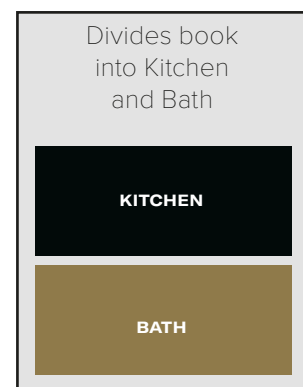 Divides book
into Kitchen
and Bath
KITCHEN
BATH